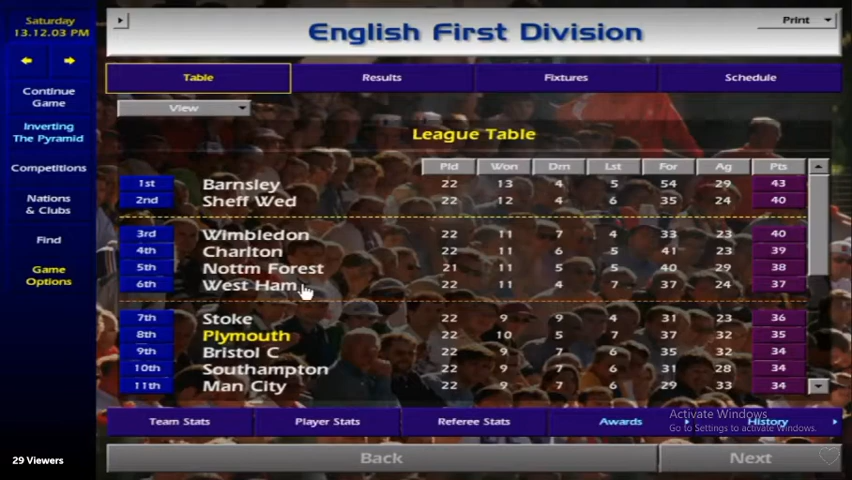 Saturday
13.12.03 PM
English First Division
Print
Continue
Game
Inverting
The Pyramid
Competitions
Nations
& Clubs
Find
Game
Options
Table
Results
Fixtures
Schedule
View
League Table
Pld Won Drn Lst For Ag Pts
1st Barnsley 22 13 4 5 54 29 43
2nd Sheff Wed 22 12 4 6 35 24 40
3rd Wimbledon 22 11 7 4 33 23 40
4th Charlton 22 11 6 5 41 23 39
5th Nottm Forest 21 11 5 5 40 29 38
6th West Ham 22 11 4 7 37 24 37
7th Stoke 22 9 9 4 31 23 36
8th Plymouth 22 10 5 7 37 32 35
9th Bristol C 22 9 7 6 35 32 34
10th Southampton 22 9 7 6 31 28 34
11th Man City 22 9 7 6 29 33 34
Team Stats
Player Stats
Referee Stats
Awards
History
Activate Windows
Go to Settings to activate Windows.
29 Viewers
Back
Next